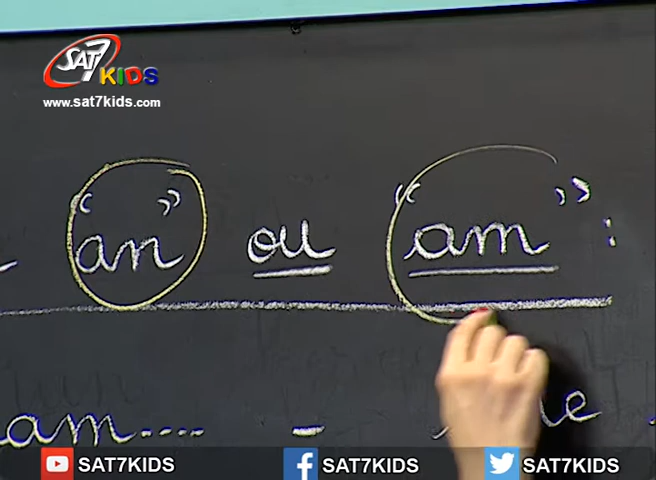 SAT7 KIDS
www.sat7kids.com
"an" ou "am" :
am.... -
SAT7KIDS SAT7KIDS SAT7KIDS